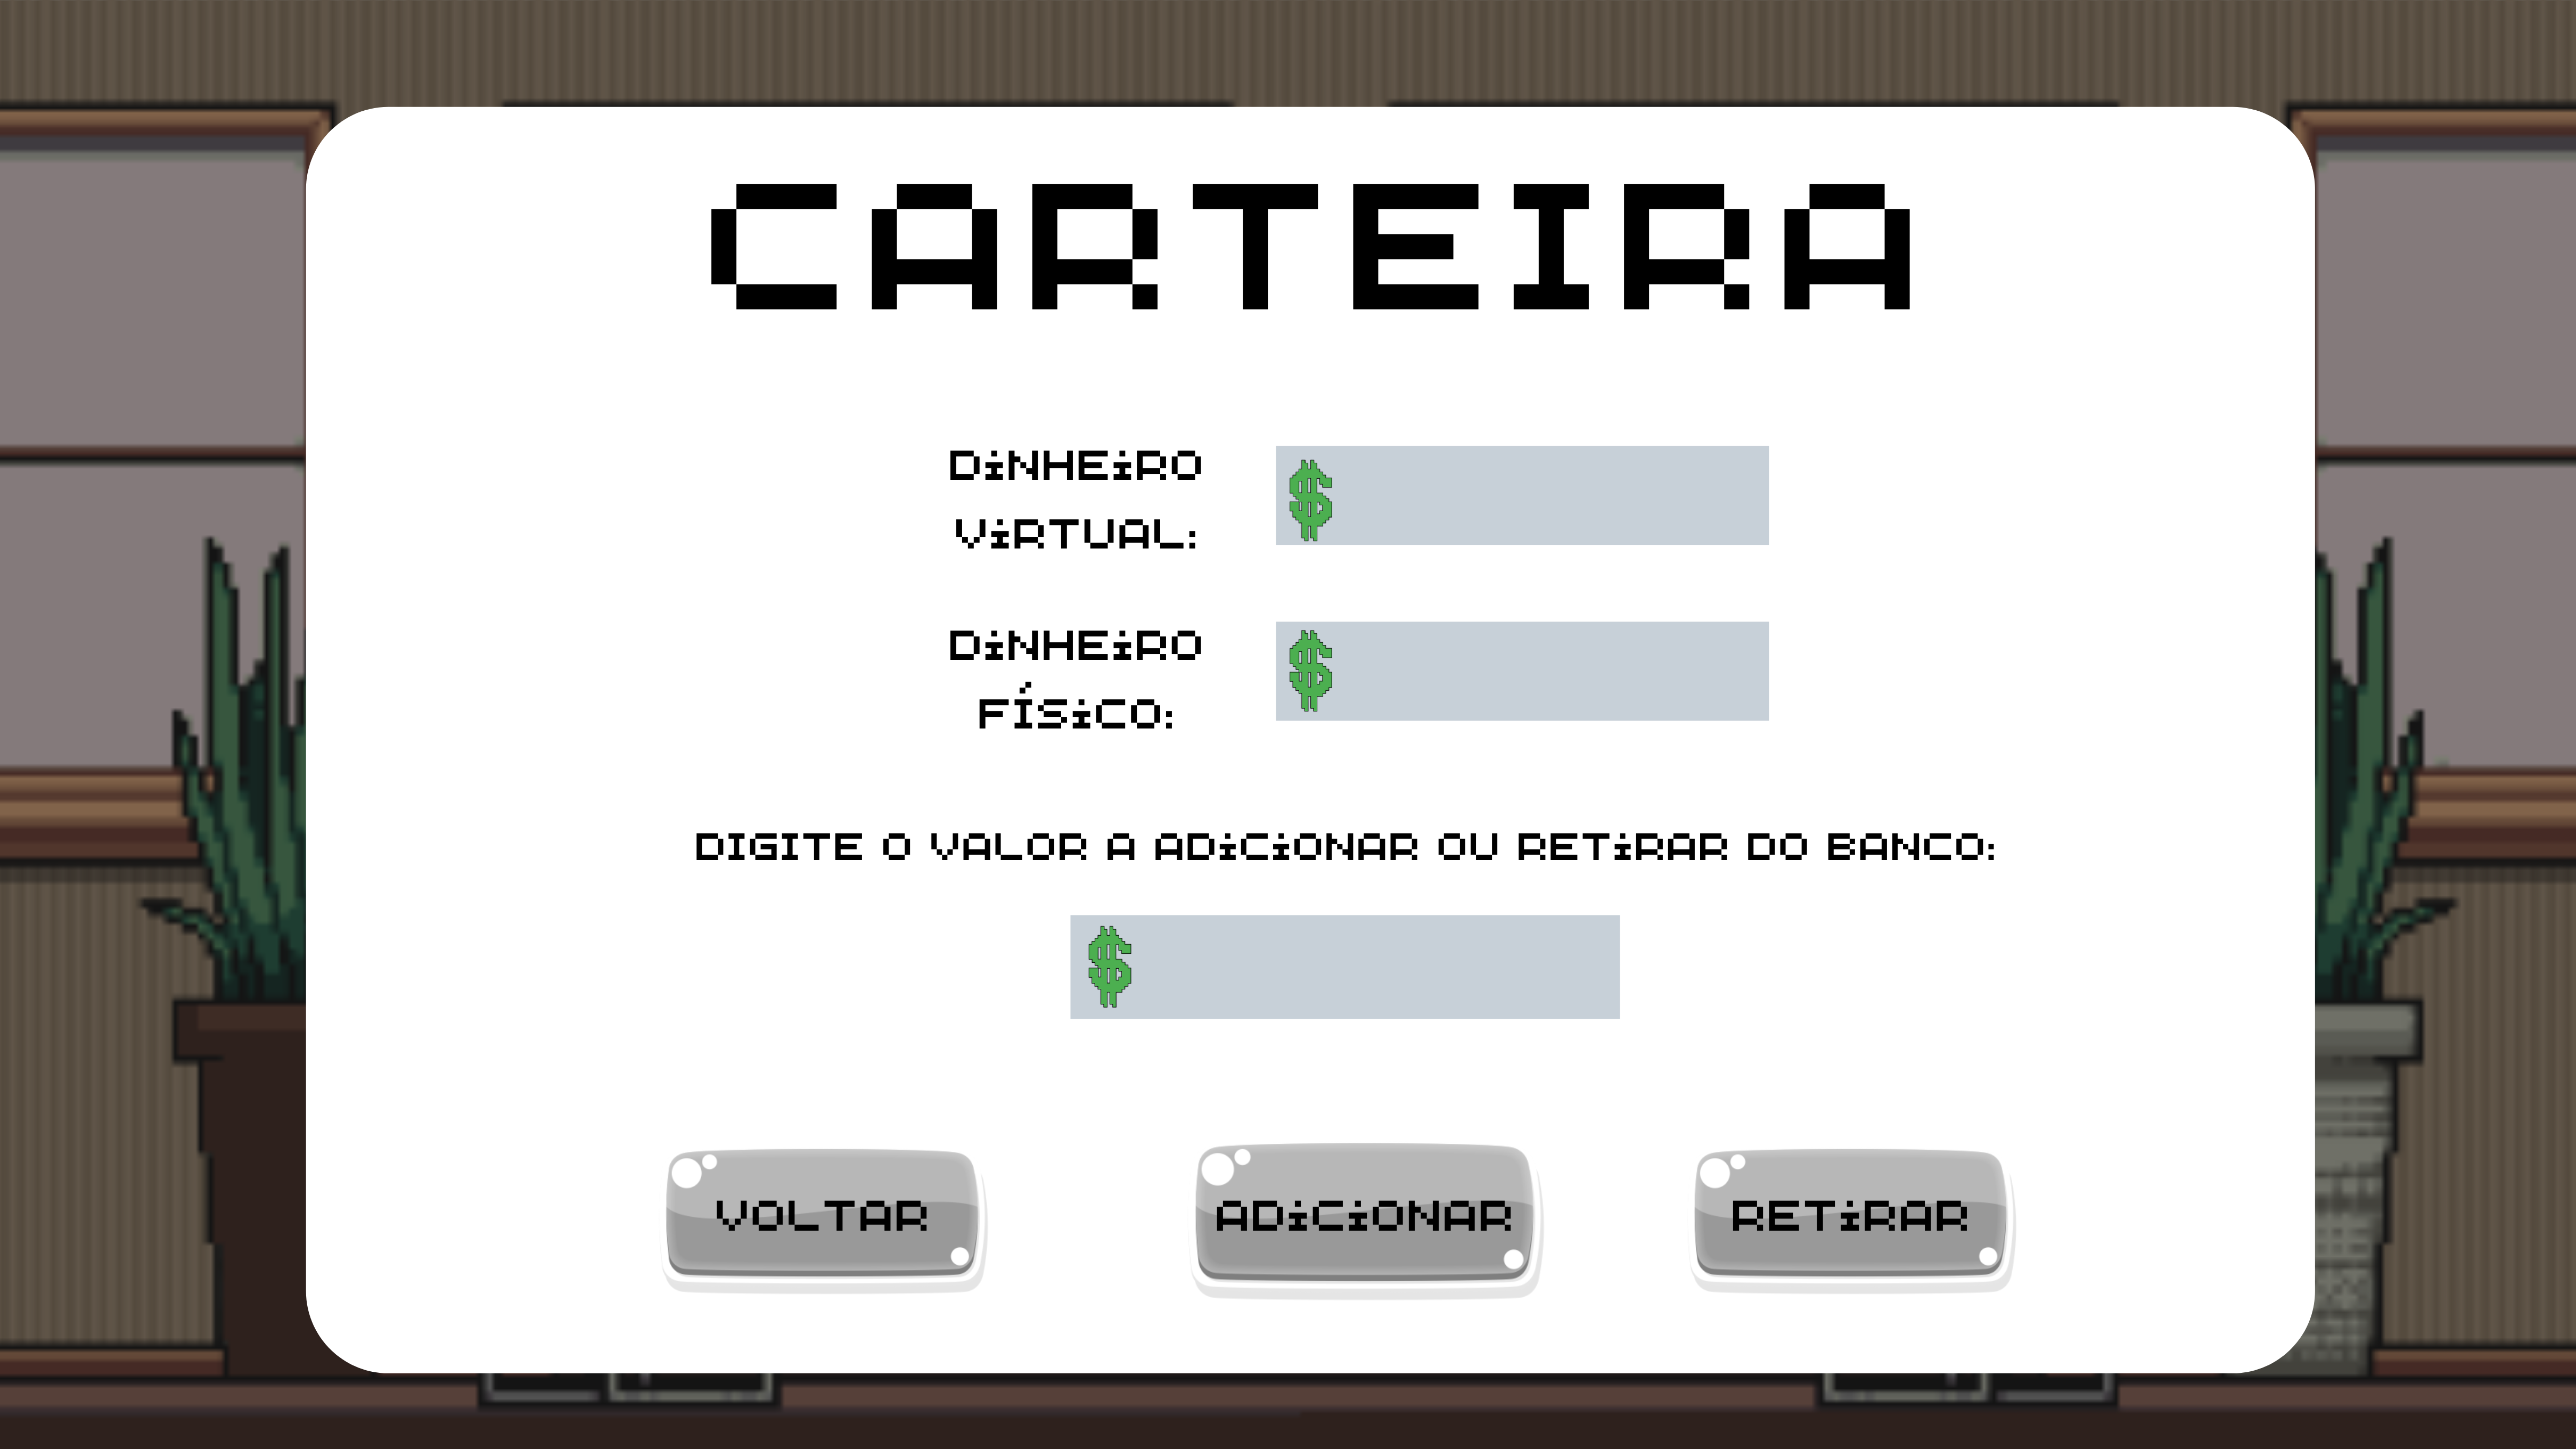 CARTEIRA
DiNHEiRO
ViRTUAL:
$
DiNHEiRO
FÍSiCO:
$
DIGITE O VALOR A ADiCiONAR OU RETiRAR DO BANCO:
$
VOLTAR ADiCiONAR RETiRAR